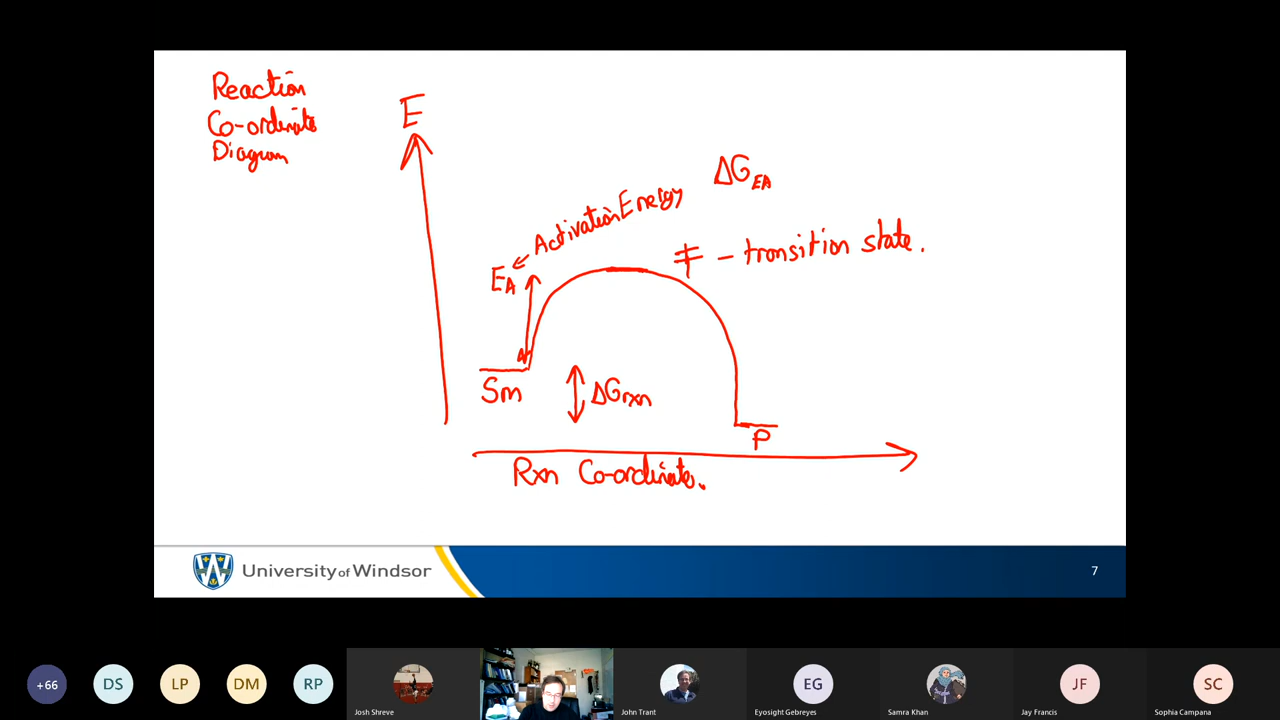 Reaction
Co-ordinate
Diagram
E
ΔG EA
Activation Energy
‡ - transition state.
EA
Sm
ΔGrxn
P
Rxn Co-ordinate.
University of Windsor
7
+66
DS
LP
DM
RP
EG
JF
SC
Josh Shreve
John Trant
Eyosight Gebreyes
Samra Khan
Jay Francis
Sophia Campana